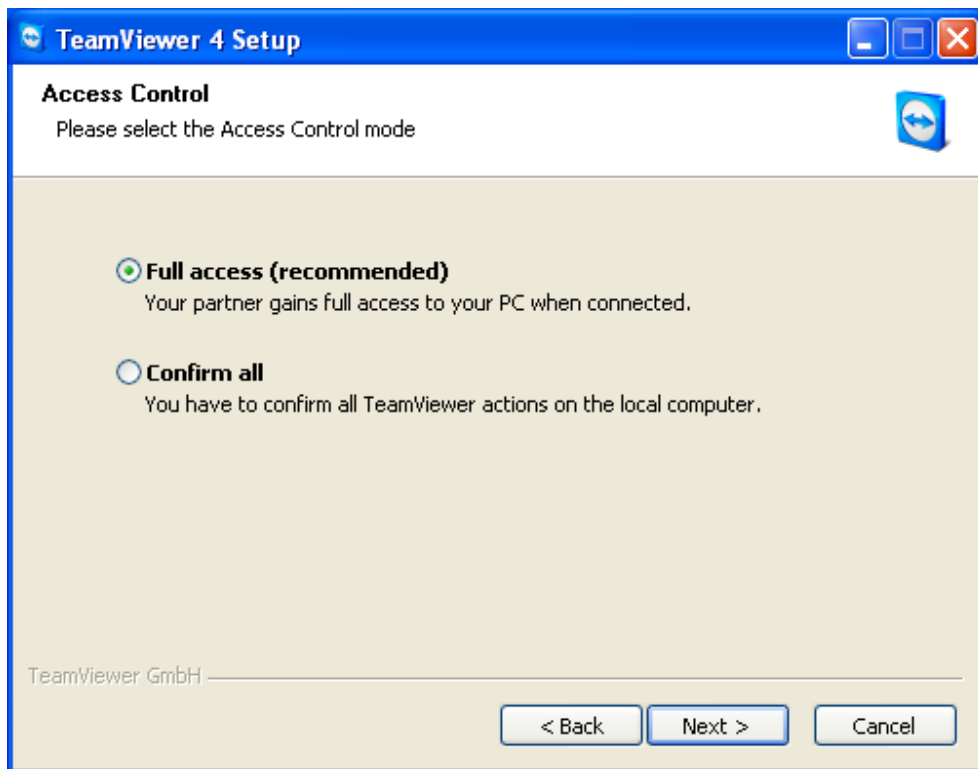 TeamViewer 4 Setup
Access Control
Please select the Access Control mode
Full access (recommended)
Your partner gains full access to your PC when connected.
Confirm all
You have to confirm all TeamViewer actions on the local computer.
TeamViewer GmbH
< Back Next > Cancel